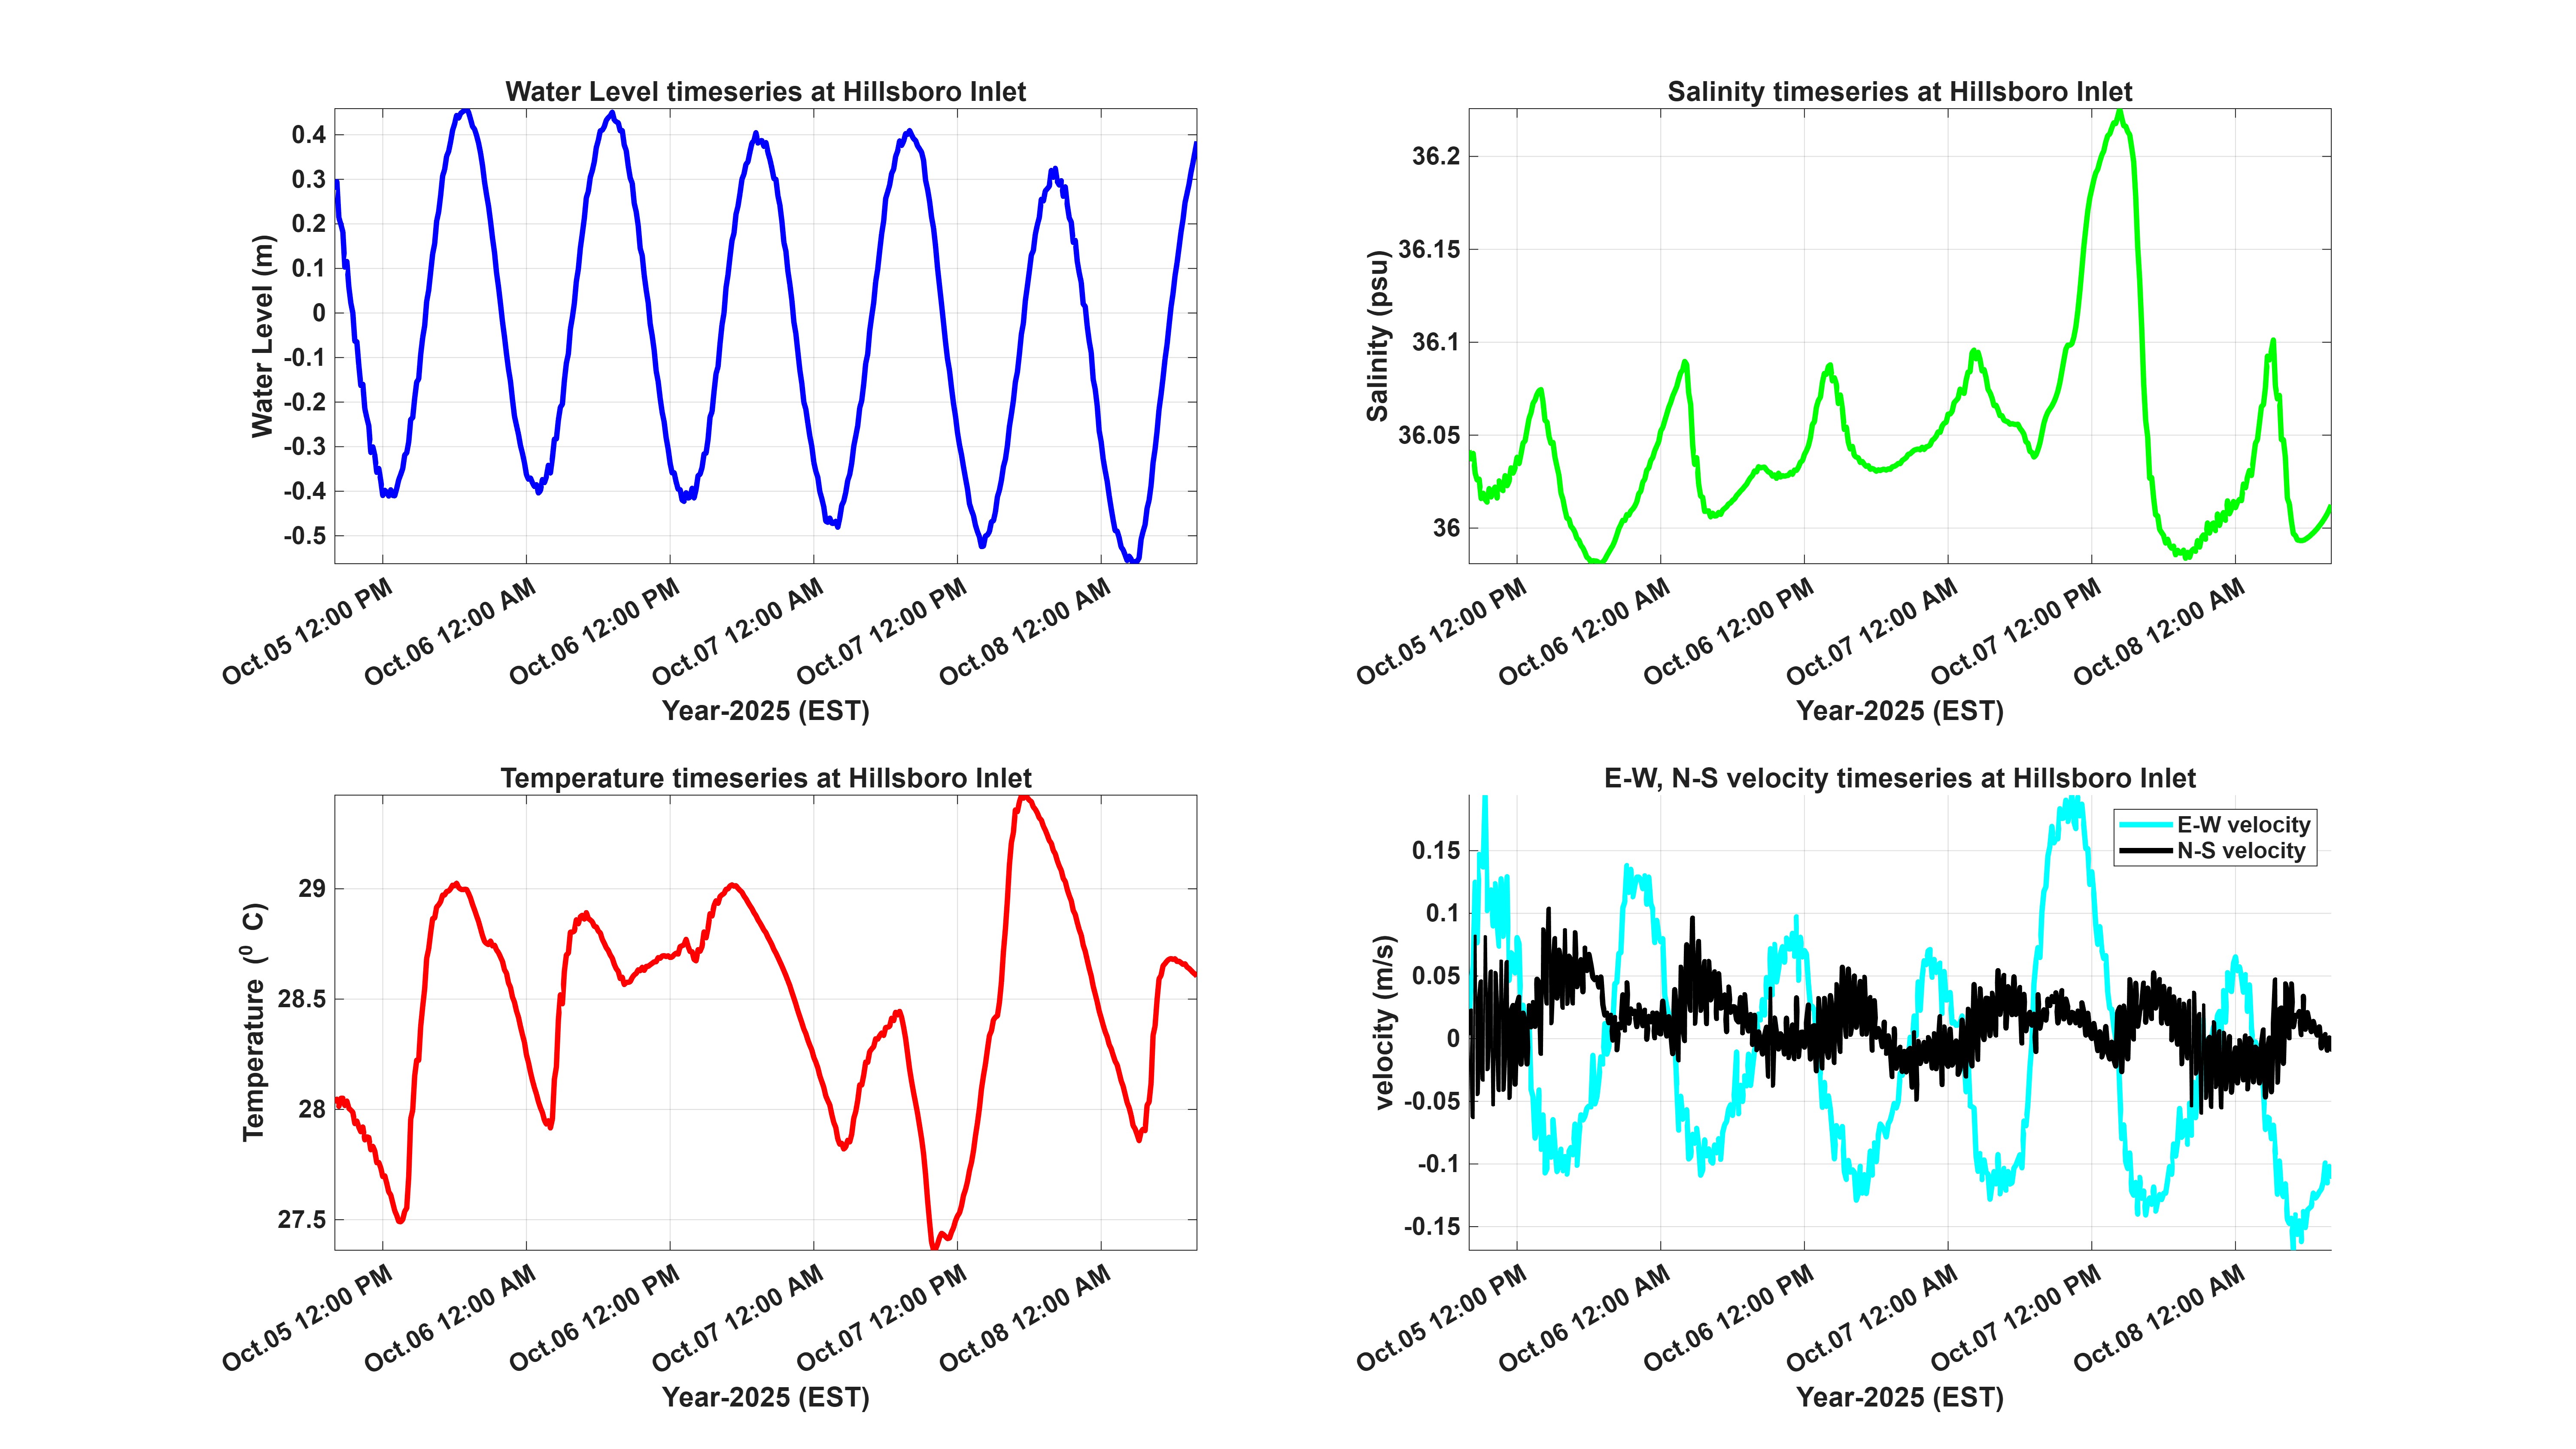 Water Level timeseries at Hillsboro Inlet
Water Level (m)
0.4
0.3
0.2
0.1
0
-0.1
-0.2
-0.3
-0.4
-0.5
Oct.05 12:00 PM
Oct.06 12:00 AM
Oct.06 12:00 PM
Oct.07 12:00 AM
Oct.07 12:00 PM
Oct.08 12:00 AM
Year-2025 (EST)
Salinity timeseries at Hillsboro Inlet
Salinity (psu)
36.2
36.15
36.1
36.05
36
Oct.05 12:00 PM
Oct.06 12:00 AM
Oct.06 12:00 PM
Oct.07 12:00 AM
Oct.07 12:00 PM
Oct.08 12:00 AM
Year-2025 (EST)
Temperature timeseries at Hillsboro Inlet
Temperature (⁰ C)
29
28.5
28
27.5
Oct.05 12:00 PM
Oct.06 12:00 AM
Oct.06 12:00 PM
Oct.07 12:00 AM
Oct.07 12:00 PM
Oct.08 12:00 AM
Year-2025 (EST)
E-W, N-S velocity timeseries at Hillsboro Inlet
velocity (m/s)
0.15
0.1
0.05
0
-0.05
-0.1
-0.15
E-W velocity
N-S velocity
Oct.05 12:00 PM
Oct.06 12:00 AM
Oct.06 12:00 PM
Oct.07 12:00 AM
Oct.07 12:00 PM
Oct.08 12:00 AM
Year-2025 (EST)